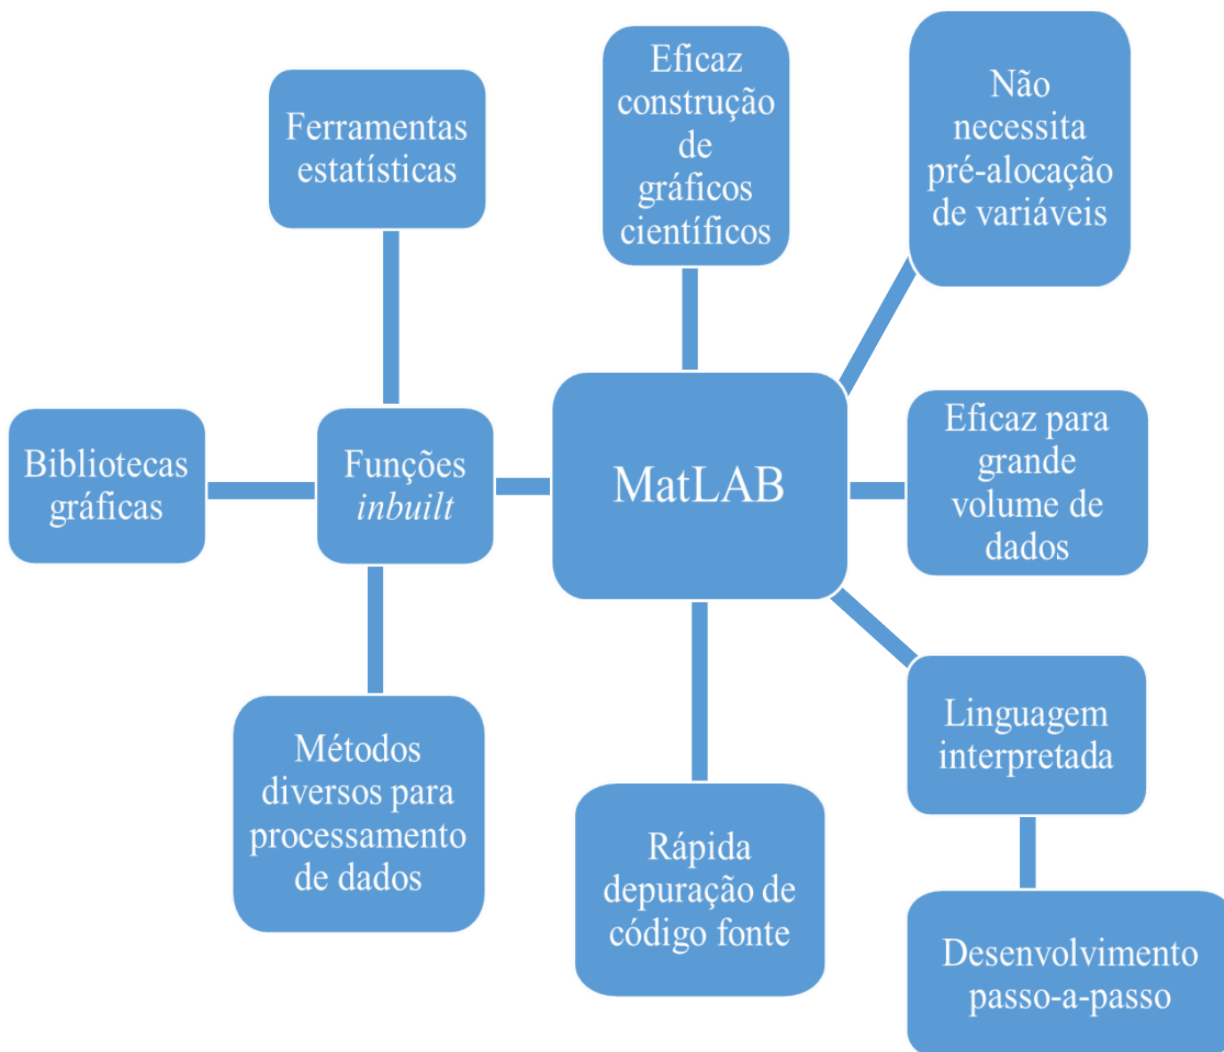 Ferramentas
estatísticas
Eficaz
construção
de
gráficos
científicos
Não
necessita
pré-alocação
de variáveis
Bibliotecas
gráficas
Funções
inbuilt
MatLAB
Eficaz para
grande
volume de
dados
Métodos
diversos para
processamento
de dados
Rápida
depuração de
código fonte
Linguagem
interpretada
Desenvolvimento
passo-a-passo